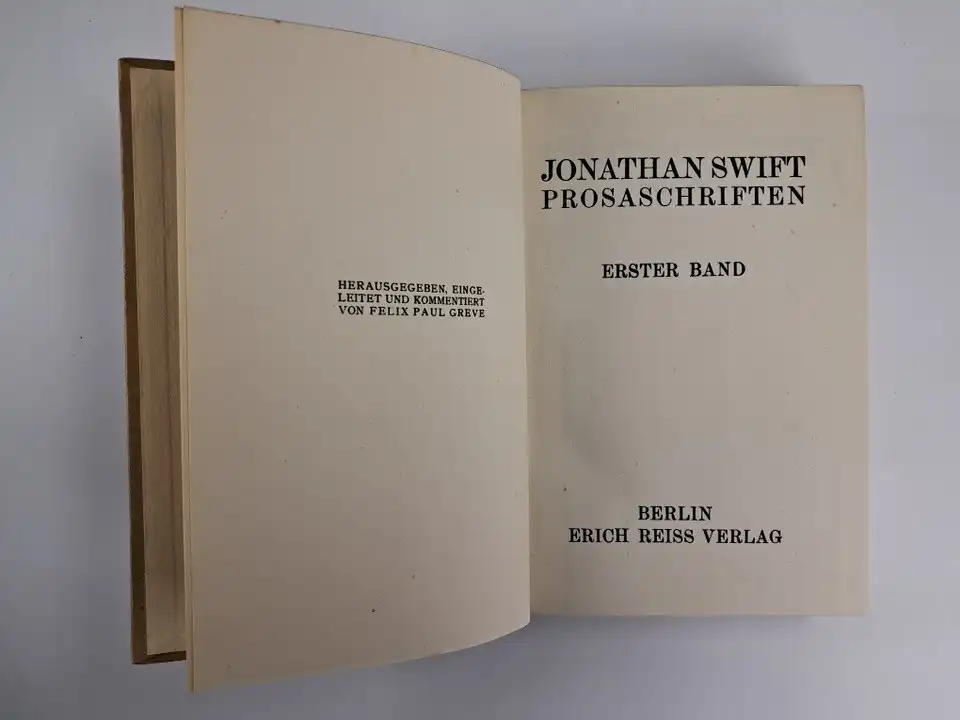 HERAUSGEGEBEN, EINGE-
LEITET UND KOMMENTIERT
VON FELIX PAUL GREVE
JONATHAN SWIFT
PROSASCHRIFTEN
ERSTER BAND
BERLIN
ERICH REISS VERLAG